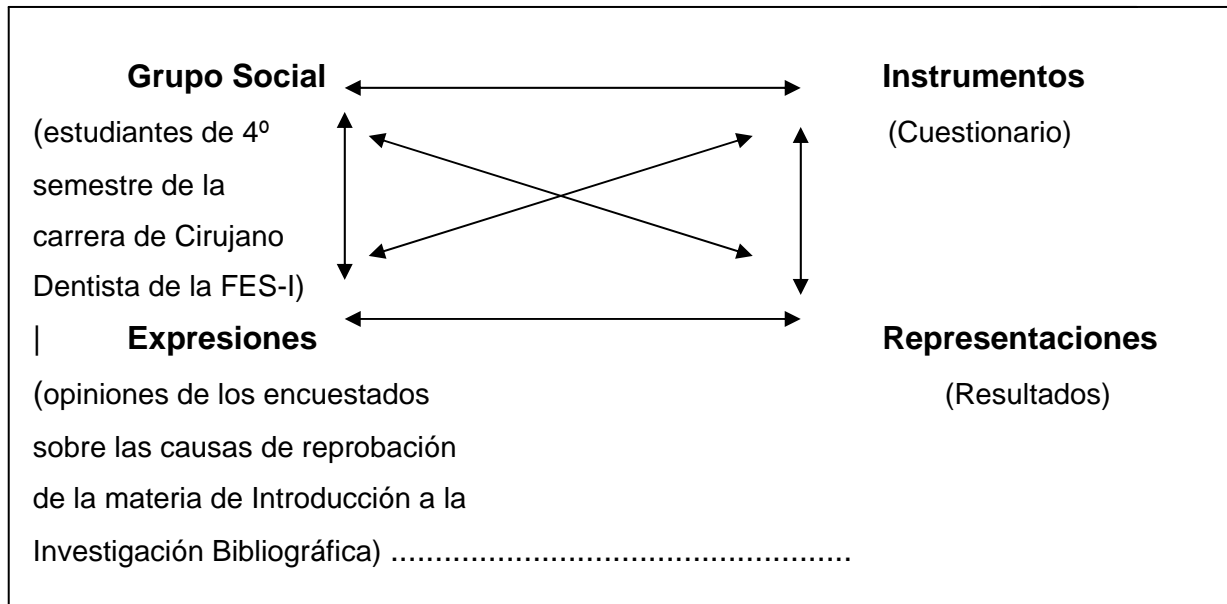 Grupo Social Instrumentos
(estudiantes de 4º (Cuestionario)
semestre de la
carrera de Cirujano
Dentista de la FES-I)
| Expresiones Representaciones
(opiniones de los encuestados (Resultados)
sobre las causas de reprobación
de la materia de Introducción a la
Investigación Bibliográfica) ....................................................